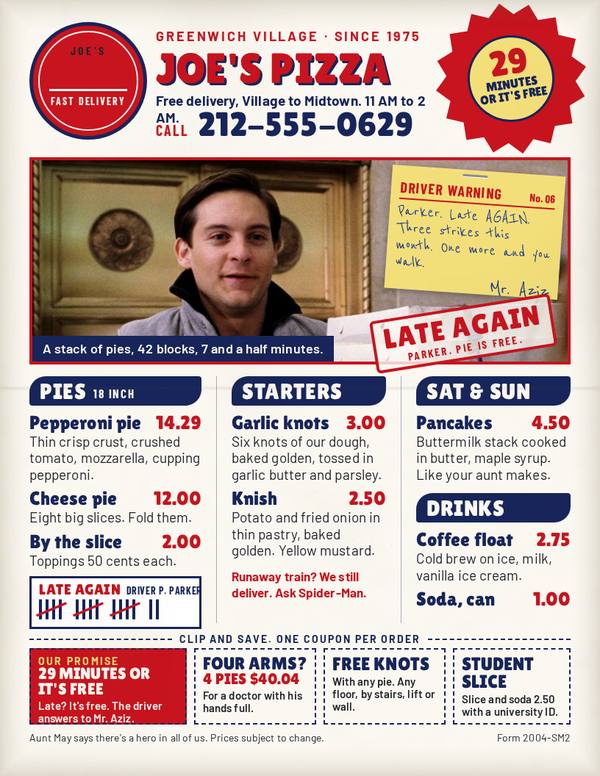 JOE'S
FAST DELIVERY
GREENWICH VILLAGE · SINCE 1975
JOE'S PIZZA
Free delivery, Village to Midtown. 11 AM to 2
AM.
CALL 212-555-0629
29
MINUTES
OR IT'S FREE
DRIVER WARNING No. 06
Parker. Late AGAIN.
Three strikes this
month. One more and you
walk.
Mr. Aziz
LATE AGAIN
PARKER. PIE IS FREE.
A stack of pies, 42 blocks, 7 and a half minutes.
PIES 18 INCH
Pepperoni pie 14.29
Thin crisp crust, crushed
tomato, mozzarella, cupping
pepperoni.
Cheese pie 12.00
Eight big slices. Fold them.
By the slice 2.00
Toppings 50 cents each.
LATE AGAIN DRIVER P. PARKER
STARTERS
Garlic knots 3.00
Six knots of our dough,
baked golden, tossed in
garlic butter and parsley.
Knish 2.50
Potato and fried onion in
thin pastry, baked
golden. Yellow mustard.
Runaway train? We still
deliver. Ask Spider-Man.
SAT & SUN
Pancakes 4.50
Buttermilk stack cooked
in butter, maple syrup.
Like your aunt makes.
DRINKS
Coffee float 2.75
Cold brew on ice, milk,
vanilla ice cream.
Soda, can 1.00
CLIP AND SAVE. ONE COUPON PER ORDER
OUR PROMISE
29 MINUTES OR
IT'S FREE
Late? It's free. The driver
answers to Mr. Aziz.
FOUR ARMS?
4 PIES $40.04
For a doctor with his
hands full.
FREE KNOTS
With any pie. Any
floor, by stairs, lift or
wall.
STUDENT
SLICE
Slice and soda 2.50
with a university ID.
Aunt May says there's a hero in all of us. Prices subject to change.
Form 2004-SM2